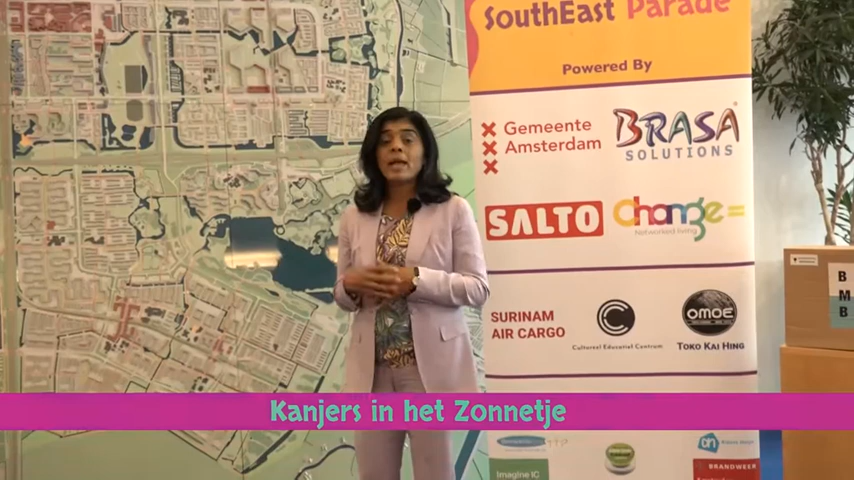 SouthEast Parade
Powered By
Gemeente
Amsterdam
BRASA
SOLUTIONS
SALTO
Change=
Networked living
SURINAM
AIR CARGO
Cultureel Educatief Centrum
OMOE
TOKO KAI HING
B
M
B
Kanjers in het Zonnetje
Imagine IC
BRANDWEER